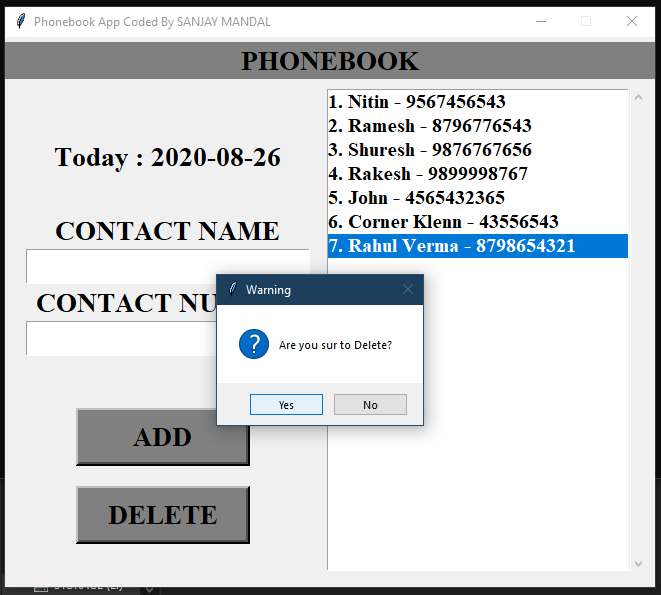 Phonebook App Coded By SANJAY MANDAL
PHONEBOOK
Today : 2020-08-26
CONTACT NAME
CONTACT NU
ADD
DELETE
1. Nitin - 9567456543
2. Ramesh - 8796776543
3. Shuresh - 9876767656
4. Rakesh - 9899998767
5. John - 4565432365
6. Corner Klenn - 43556543
7. Rahul Verma - 8798654321
Warning
Are you sur to Delete?
Yes
No